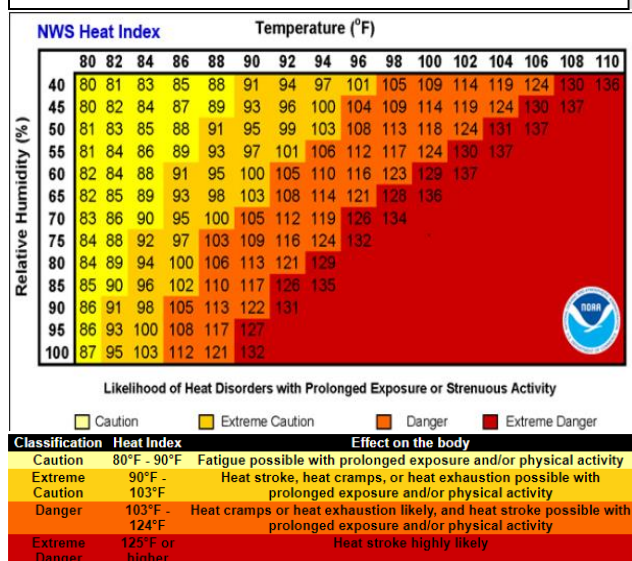 NWS Heat Index
Temperature (°F)
80 82 84 86 88 90 92 94 96 98 100 102 104 106 108 110
Relative Humidity (%)
40 80 81 83 85 88 91 94 97 101 105 109 114 119 124 130 136
45 80 82 84 87 89 93 96 100 104 109 114 119 124 130 137
50 81 83 85 88 91 95 99 103 108 113 118 124 131 137
55 81 84 86 89 93 97 101 106 112 117 124 130 137
60 82 84 88 91 95 100 105 110 116 123 129 137
65 82 85 89 93 98 103 108 114 121 128 136
70 83 86 90 95 100 105 112 119 126 134
75 84 88 92 97 103 109 116 124 132
80 84 89 94 100 106 113 121 129
85 85 90 96 102 110 117 126 135
90 86 91 98 105 113 122 131
95 86 93 100 108 117 127
100 87 95 103 112 121 132
NOAA
Likelihood of Heat Disorders with Prolonged Exposure or Strenuous Activity
Caution Extreme Caution Danger Extreme Danger
Classification Heat Index Effect on the body
Caution 80°F - 90°F Fatigue possible with prolonged exposure and/or physical activity
Extreme 90°F - Heat stroke, heat cramps, or heat exhaustion possible with
Caution 103°F prolonged exposure and/or physical activity
Danger 103°F - Heat cramps or heat exhaustion likely, and heat stroke possible with
124°F prolonged exposure and/or physical activity
Extreme 125°F or Heat stroke highly likely
Danger higher